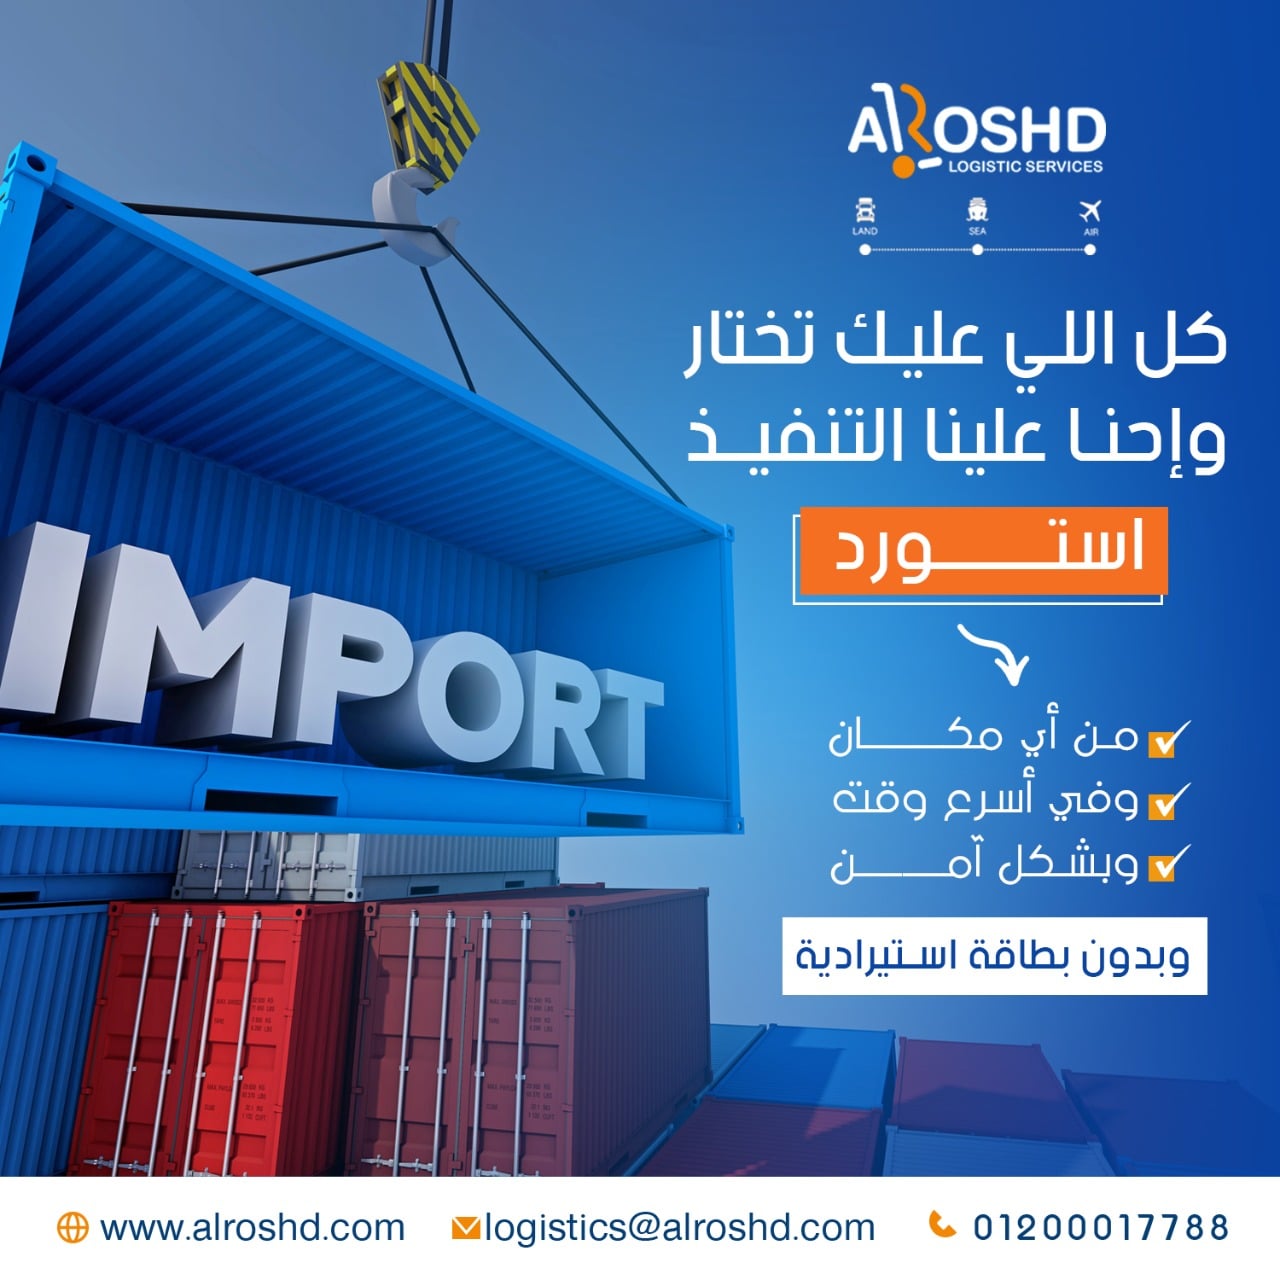 ALROSHD
LOGISTIC SERVICES
LAND SEA AIR
كل اللي عليك تختار
وإحنا علينا التنفيذ
استورد
من أي مكان
وفي أسرع وقت
وبشكل آمن
وبدون بطاقة استيرادية
IMPORT
www.alroshd.com
logistics@alroshd.com
01200017788